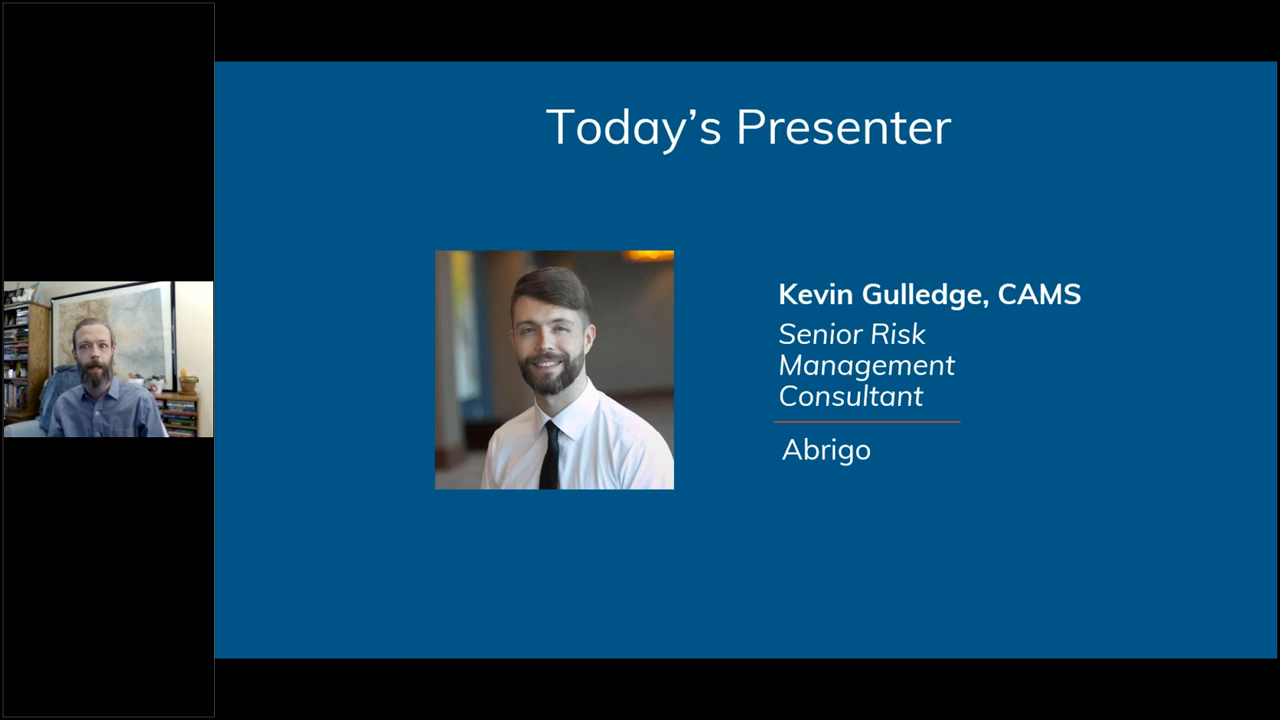 Today's Presenter
Kevin Gulledge, CAMS
Senior Risk
Management
Consultant
Abrigo